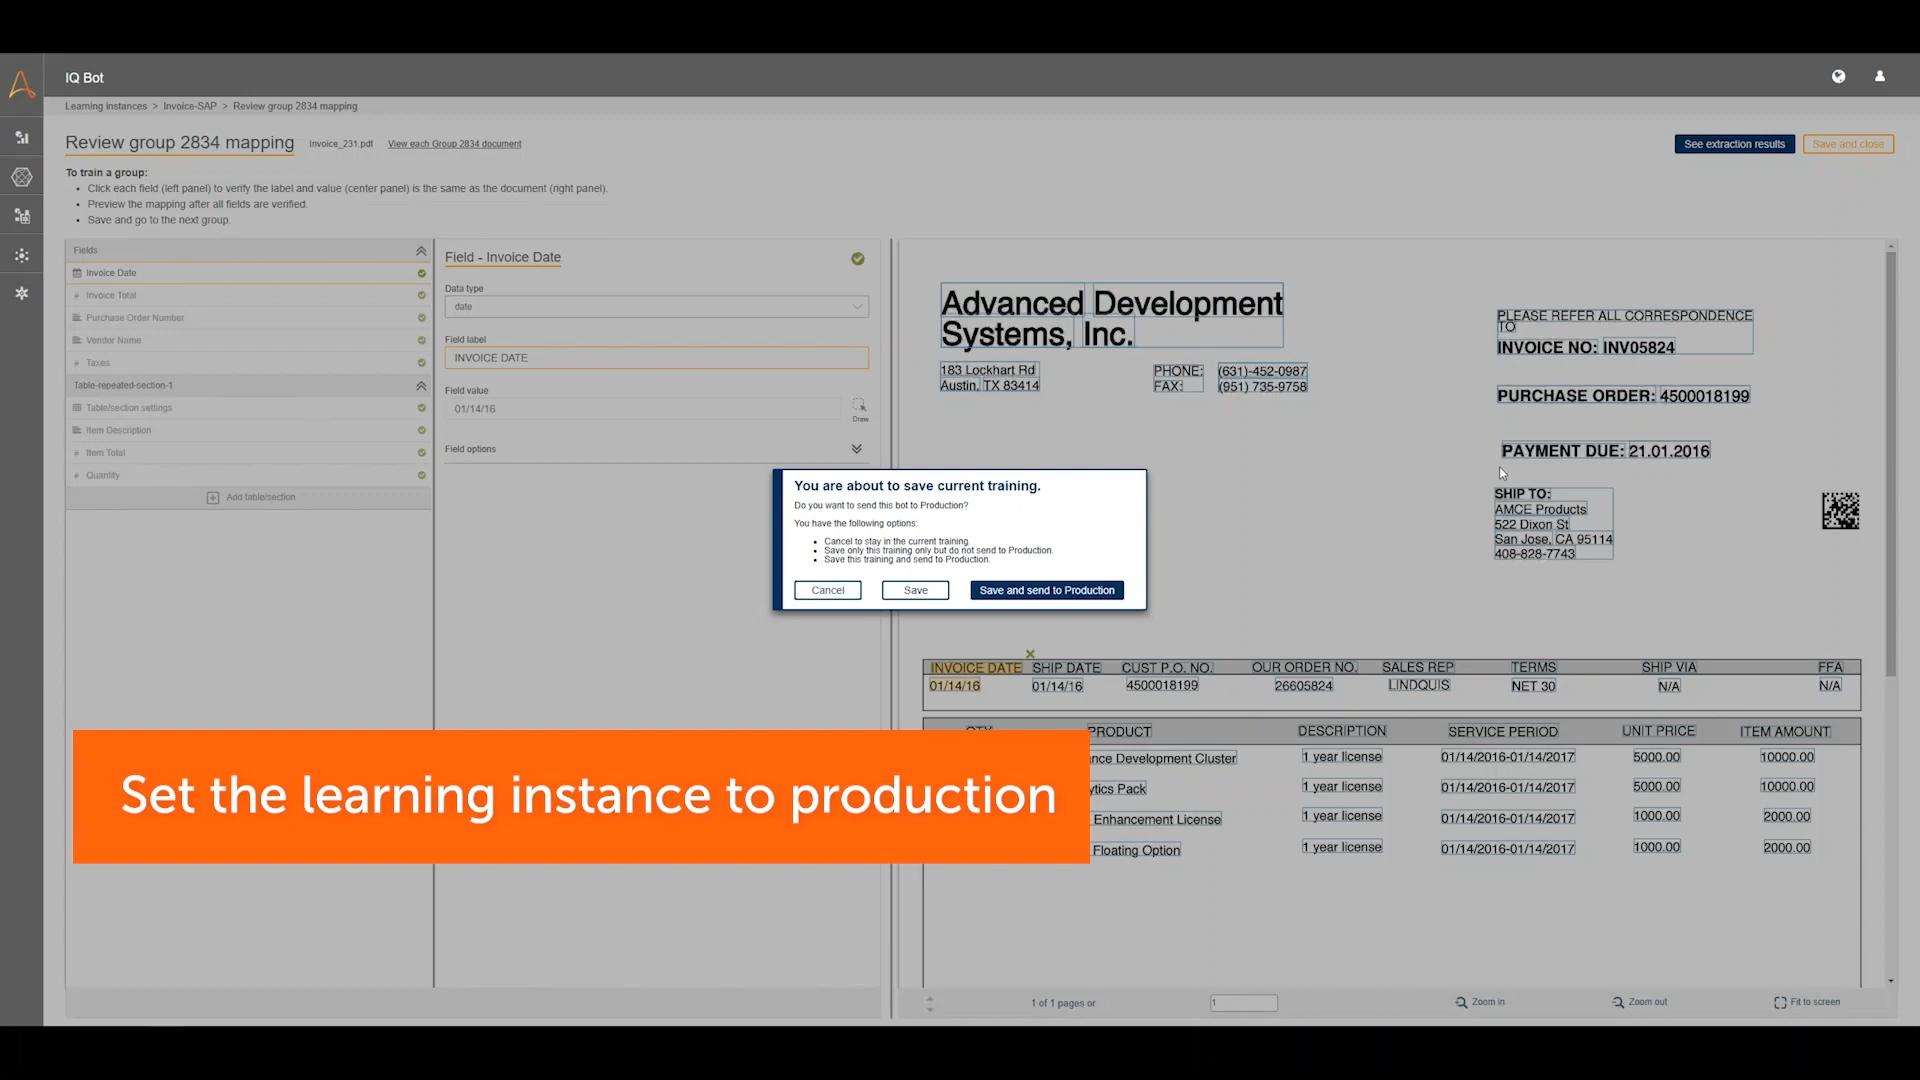 IQ Bot
Learning instances > Invoice-SAP > Review group 2834 mapping
Review group 2834 mapping Invoice_231.pdf View each Group 2834 document
See extraction results
Save and close
To train a group:
• Click each field (left panel) to verify the label and value (center panel) is the same as the document (right panel).
• Preview the mapping after all fields are verified.
• Save and go to the next group.
Fields
Invoice Date
# Invoice Total
Purchase Order Number
Vendor Name
# Taxes
Table-repeated-section-1
Table/section settings
Item Description
# Item Total
# Quantity
Add table/section
Field - Invoice Date
Data type
date
Field label
INVOICE DATE
Field value
01/14/16
Draw
Field options
You are about to save current training.
Do you want to send this bot to Production?
You have the following options:
• Cancel to stay in the current training.
• Save only this training only but do not send to Production.
• Save this training and send to Production.
Cancel Save Save and send to Production
Advanced Development
Systems, Inc.
183 Lockhart Rd
Austin, TX 83414
PHONE: (631)-452-0987
FAX: (951) 735-9758
PLEASE REFER ALL CORRESPONDENCE
TO
INVOICE NO: INV05824
PURCHASE ORDER: 4500018199
PAYMENT DUE: 21.01.2016
SHIP TO:
AMCE Products
522 Dixon St
San Jose, CA 95114
408-828-7743
INVOICE DATE SHIP DATE CUST P.O. NO. OUR ORDER NO. SALES REP TERMS SHIP VIA FFA
01/14/16 01/14/16 4500018199 26605824 LINDQUIS NET 30 N/A N/A
QTY PRODUCT DESCRIPTION SERVICE PERIOD UNIT PRICE ITEM AMOUNT
nce Development Cluster 1 year license 01/14/2016-01/14/2017 5000.00 10000.00
ytics Pack 1 year license 01/14/2016-01/14/2017 5000.00 10000.00
Enhancement License 1 year license 01/14/2016-01/14/2017 1000.00 2000.00
Floating Option 1 year license 01/14/2016-01/14/2017 1000.00 2000.00
Set the learning instance to production
1 of 1 pages or 1
Zoom in
Zoom out
Fit to screen